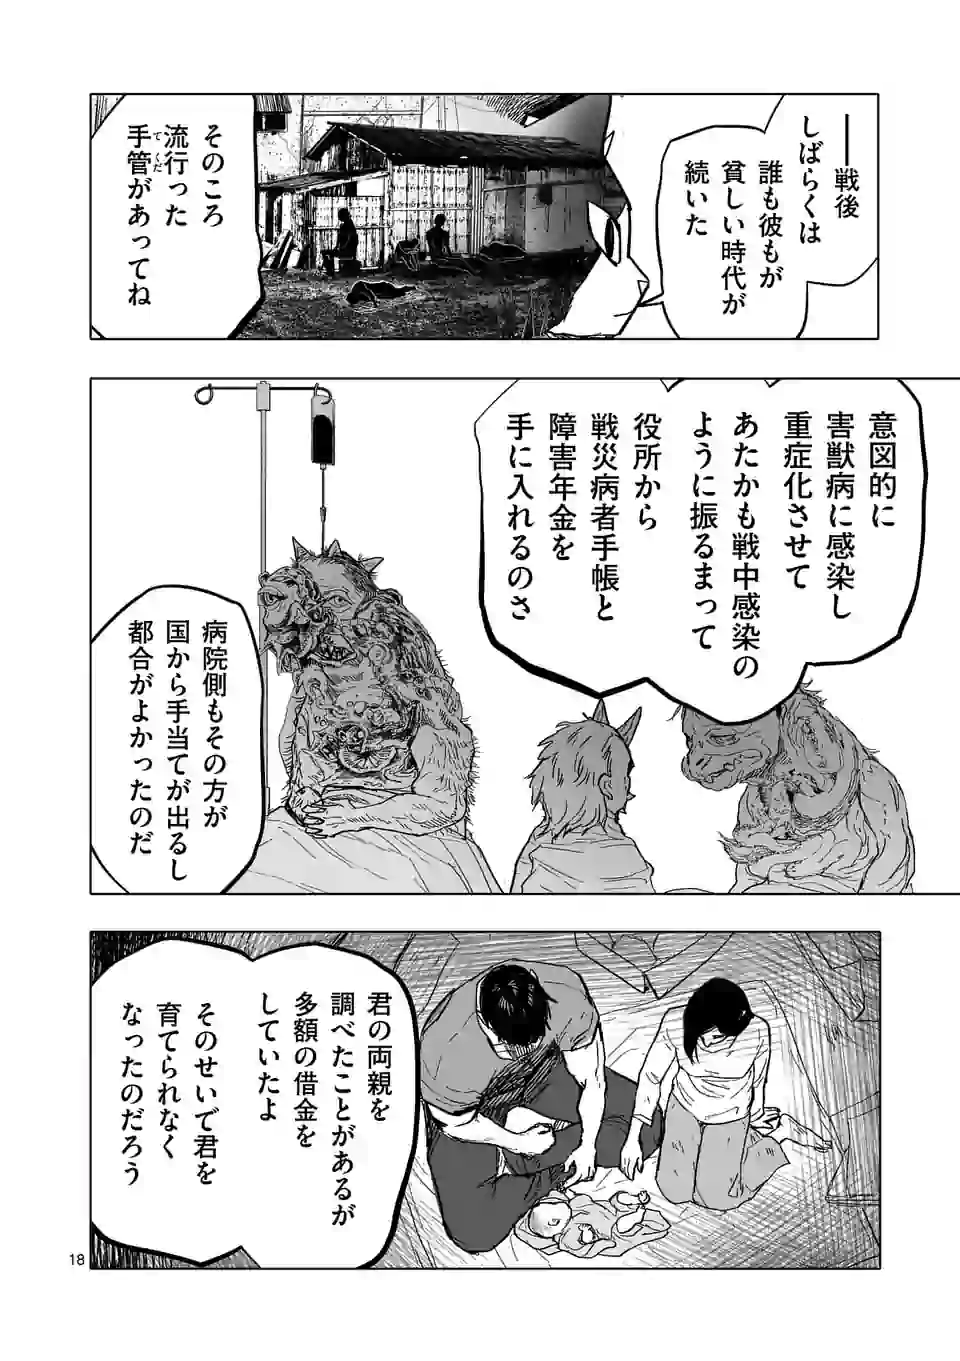 ――戦後
しばらくは
誰も彼もが
貧しい時代が
続いた
そのころ
流行った
手管があってね
てくだ
意図的に
害獣病に感染し
重症化させて
あたかも戦中感染の
ように振るまって
役所から
戦災病者手帳と
障害年金を
手に入れるのさ
病院側もその方が
国から手当てが出るし
都合がよかったのだ
君の両親を
調べたことがあるが
多額の借金を
していたよ
そのせいで君を
育てられなく
なったのだろう
18